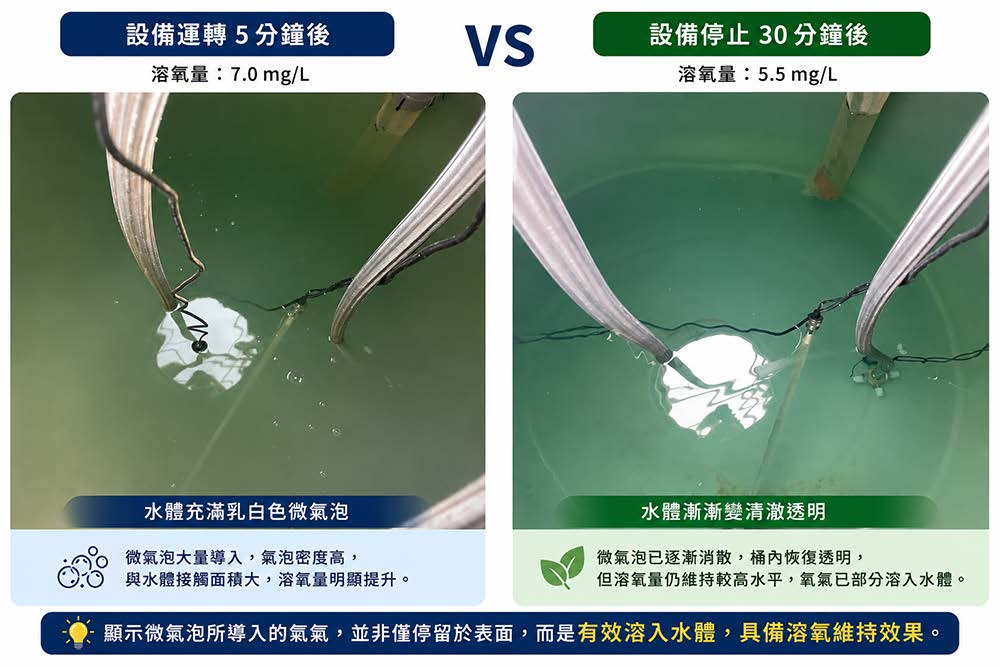 設備運轉 5 分鐘後
VS
設備停止 30 分鐘後
溶氧量：7.0 mg/L
溶氧量：5.5 mg/L
水體充滿乳白色微氣泡
水體漸漸變清澈透明
微氣泡大量導入，氣泡密度高，
與水體接觸面積大，溶氧量明顯提升。
微氣泡已逐漸消散，桶內恢復透明，
但溶氧量仍維持較高水平，氧氣已部分溶入水體。
顯示微氣泡所導入的氧氣，並非僅停留於表面，而是有效溶入水體，具備溶氧維持效果。